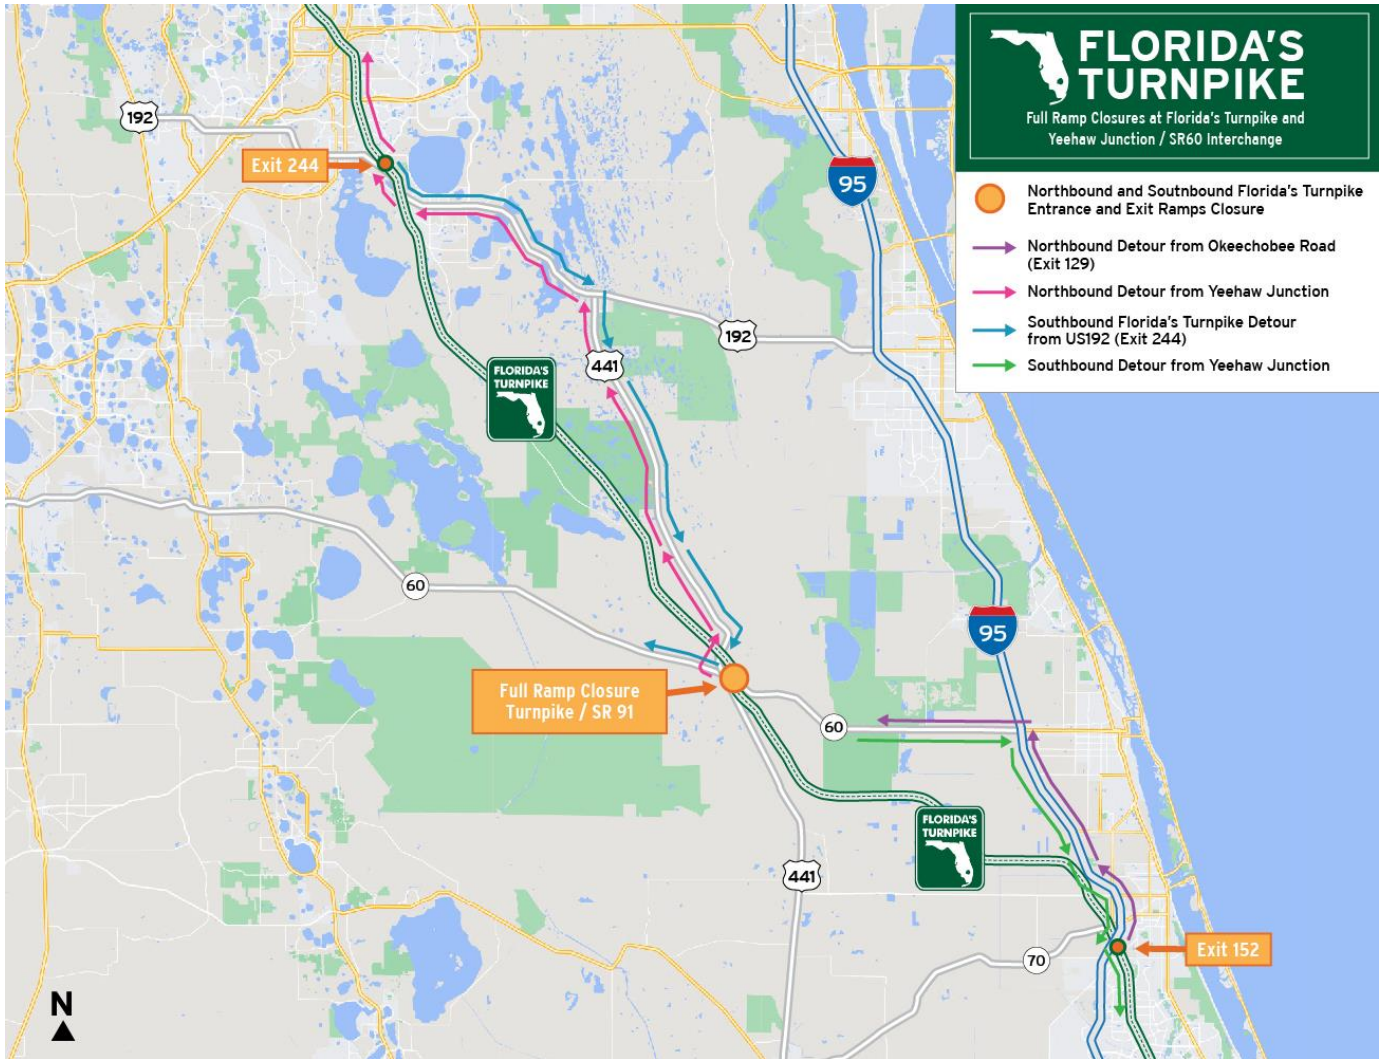 FLORIDA'S
TURNPIKE
Full Ramp Closures at Florida's Turnpike and
Yeehaw Junction / SR60 Interchange
Northbound and Soutnbound Florida's Turnpike
Entrance and Exit Ramps Closure
Northbound Detour from Okeechobee Road
(Exit 129)
Northbound Detour from Yeehaw Junction
Southbound Florida's Turnpike Detour
from US192 (Exit 244)
Southbound Detour from Yeehaw Junction
192
Exit 244
95
192
441
FLORIDA'S
TURNPIKE
60
95
Full Ramp Closure
Turnpike / SR 91
60
FLORIDA'S
TURNPIKE
441
70
Exit 152
N